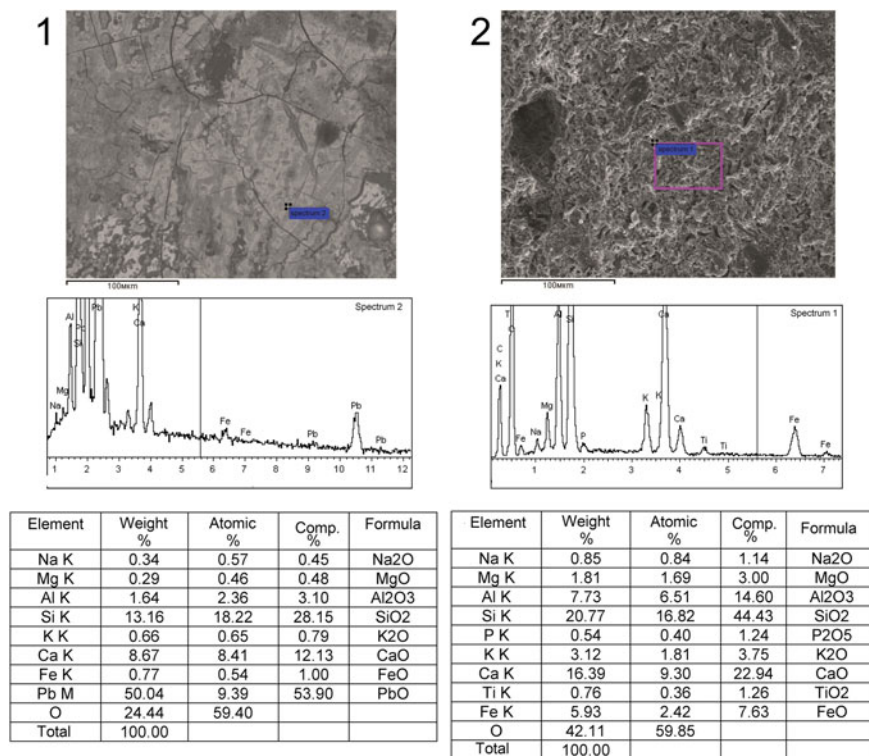 1
spectrum 2
100мкm
Spectrum 2
Al
Si
Pb
K
Ca
Na
Mg
Fe
Fe
Pb
Pb
Pb
1 2 3 4 5 6 7 8 9 10 11 12
Element Weight % Atomic % Comp. % Formula
Na K 0.34 0.57 0.45 Na2O
Mg K 0.29 0.46 0.48 MgO
Al K 1.64 2.36 3.10 Al2O3
Si K 13.16 18.22 28.15 SiO2
K K 0.66 0.65 0.79 K2O
Ca K 8.67 8.41 12.13 CaO
Fe K 0.77 0.54 1.00 FeO
Pb M 50.04 9.39 53.90 PbO
O 24.44 59.40
Total 100.00
2
spectrum 1
100мкm
Spectrum 1
C
K
Ca
T
Fe
Na
Mg
Al
Si
P
K
K
Ca
Ca
Ti
Ti
Fe
Fe
1 2 3 4 5 6 7
Element Weight % Atomic % Comp. % Formula
Na K 0.85 0.84 1.14 Na2O
Mg K 1.81 1.69 3.00 MgO
Al K 7.73 6.51 14.60 Al2O3
Si K 20.77 16.82 44.43 SiO2
P K 0.54 0.40 1.24 P2O5
K K 3.12 1.81 3.75 K2O
Ca K 16.39 9.30 22.94 CaO
Ti K 0.76 0.36 1.26 TiO2
Fe K 5.93 2.42 7.63 FeO
O 42.11 59.85
Total 100.00